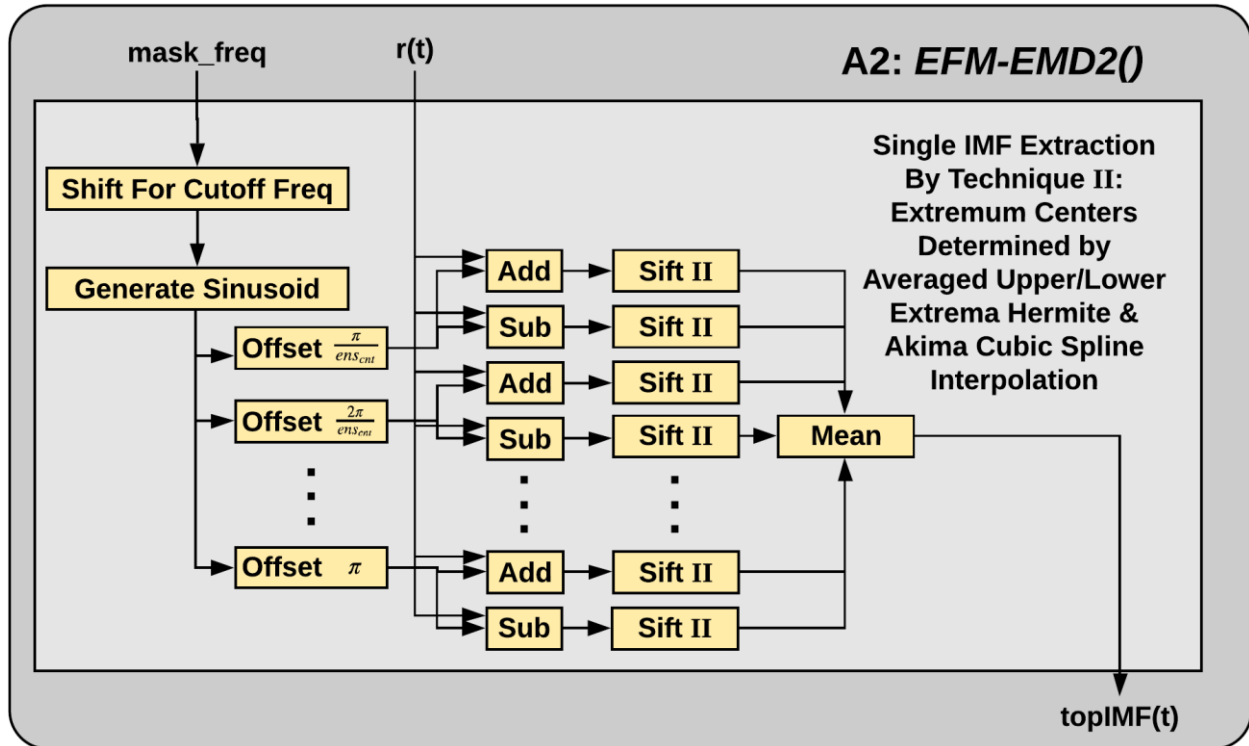 mask_freq
r(t)
A2: EFM-EMD2()
Shift For Cutoff Freq
Generate Sinusoid
Single IMF Extraction
By Technique II:
Extremum Centers
Determined by
Averaged Upper/Lower
Extrema Hermite &
Akima Cubic Spline
Interpolation
Add
Sift II
Sub
Sift II
Offset π/ens_cnt
Add
Sift II
Offset 2π/ens_cnt
Sub
Sift II
Mean
Offset π
Add
Sift II
Sub
Sift II
topIMF(t)